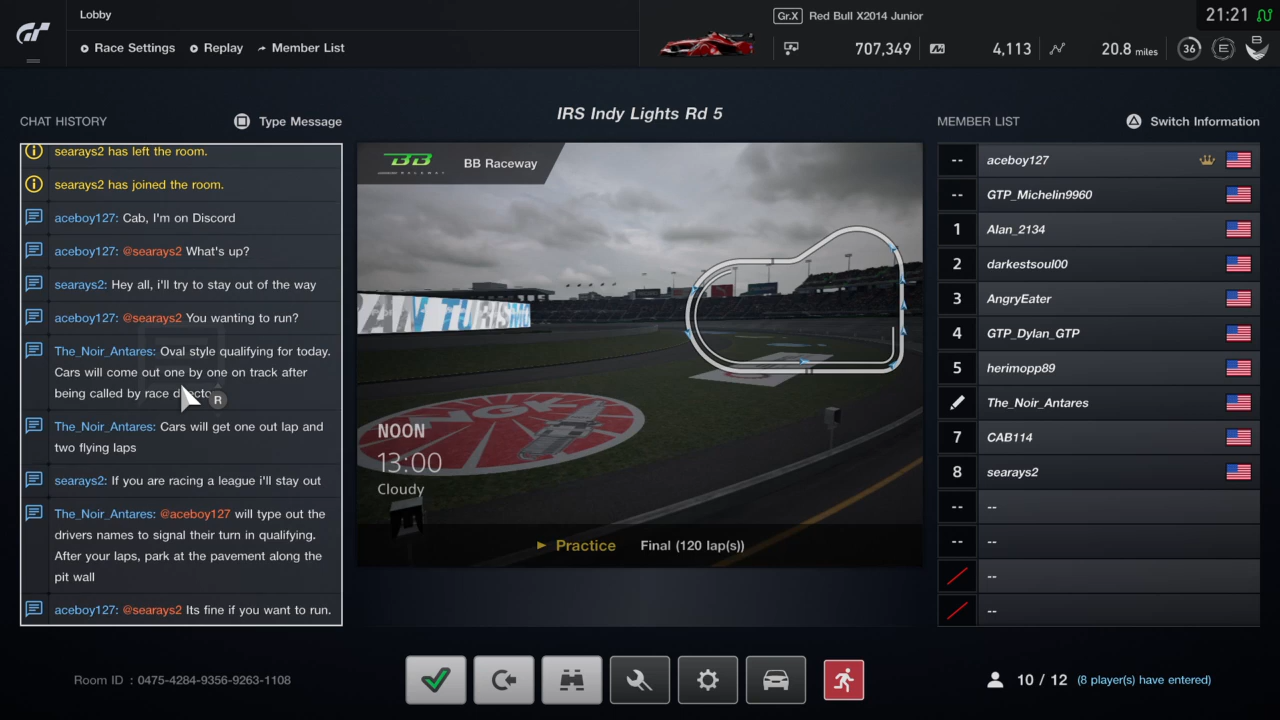 Lobby
Race Settings Replay Member List
Gr.X Red Bull X2014 Junior
707,349 4,113 20.8 miles 36 E B
21:21
CHAT HISTORY Type Message
searays2 has left the room.
searays2 has joined the room.
aceboy127: Cab, I'm on Discord
aceboy127: @searays2 What's up?
searays2: Hey all, i'll try to stay out of the way
aceboy127: @searays2 You wanting to run?
The_Noir_Antares: Oval style qualifying for today.
Cars will come out one by one on track after
being called by race directo
R
The_Noir_Antares: Cars will get one out lap and
two flying laps
searays2: If you are racing a league i'll stay out
The_Noir_Antares: @aceboy127 will type out the
drivers names to signal their turn in qualifying.
After your laps, park at the pavement along the
pit wall
aceboy127: @searays2 Its fine if you want to run.
Room ID : 0475-4284-9356-9263-1108
IRS Indy Lights Rd 5
BB RACEWAY
BB Raceway
GRAN TURISMO
NGK
NOON
13:00
Cloudy
Practice Final (120 lap(s))
MEMBER LIST Switch Information
-- aceboy127
-- GTP_Michelin9960
1 Alan_2134
2 darkestsoul00
3 AngryEater
4 GTP_Dylan_GTP
5 herimopp89
The_Noir_Antares
7 CAB114
8 searays2
-- --
-- --
--
--
10 / 12 (8 player(s) have entered)